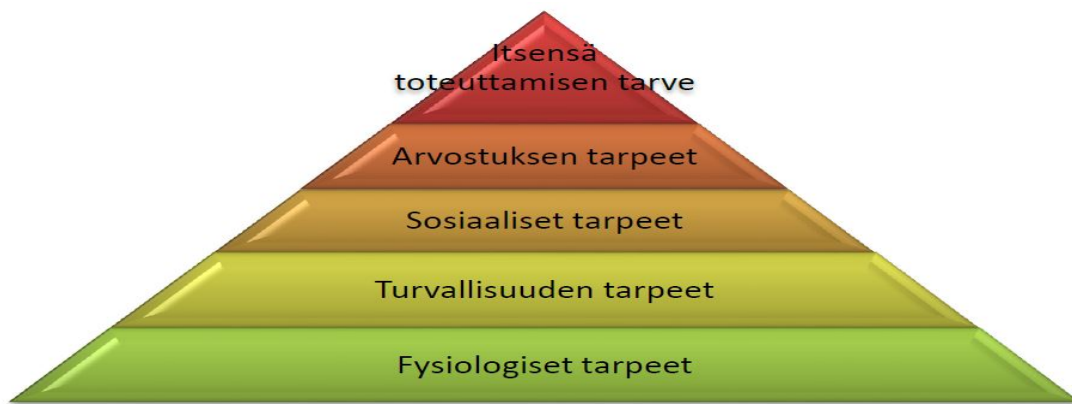 Itsensä
toteuttamisen tarve
Arvostuksen tarpeet
Sosiaaliset tarpeet
Turvallisuuden tarpeet
Fysiologiset tarpeet